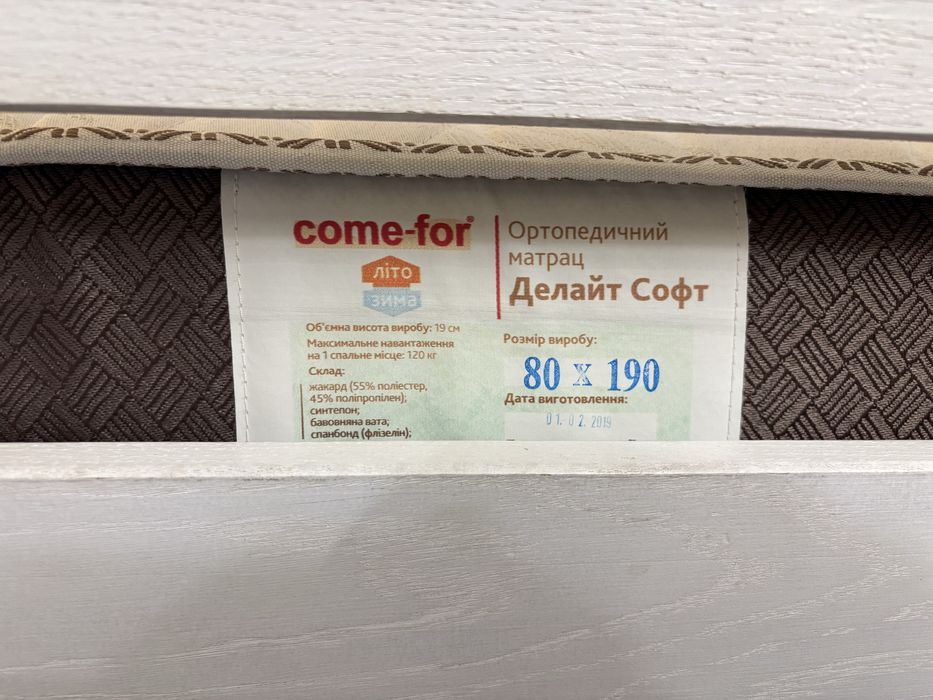 come-for®
літо
зима
Ортопедичний
матрац
Делайт Софт
Об'ємна висота виробу: 19 см
Максимальне навантаження
на 1 спальне місце: 120 кг
Склад:
жакард (55% поліестер,
45% поліпропілен);
синтепон;
бавовняна вата;
спанбонд (флізелін);
Розмір виробу:
80 x 190
Дата виготовлення:
01. 02. 2019